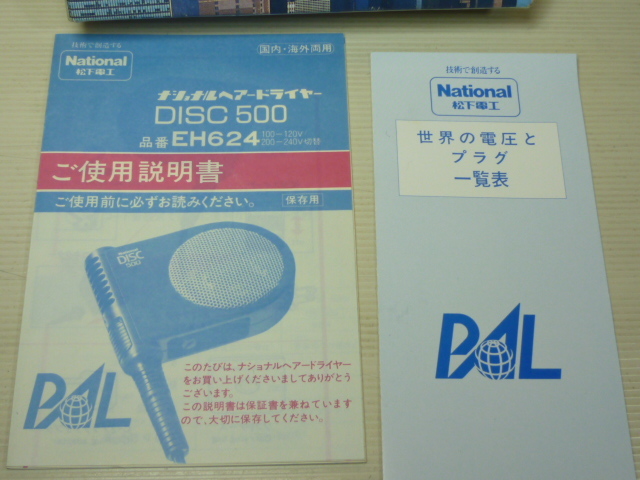 技術で創造する
National
松下電工
国内・海外両用
ナショナルヘアードライヤー
DISC 500
品番 EH624 100-120V 200-240V切替
ご使用説明書
ご使用前に必ずお読みください。 保存用
DISC
500
このたびは、ナショナルヘアードライヤー
をお買い上げくださいましてありがとう
ございます。
この説明書は保証書を兼ねています
ので、大切に保存してください。
PAL
技術で創造する
National
松下電工
世界の電圧と
プラグ
一覧表
PAL